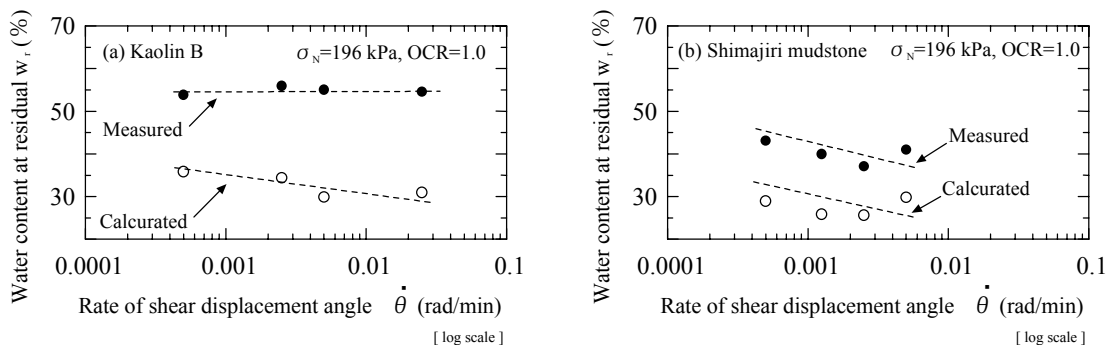 Water content at residual w r (%)
70
50
30
(a) Kaolin B
σN=196 kPa, OCR=1.0
Measured
Calcurated
0.0001
0.001
0.01
0.1
Rate of shear displacement angle θ̇ (rad/min)
[ log scale ]
Water content at residual w r (%)
70
50
30
(b) Shimajiri mudstone
σN=196 kPa, OCR=1.0
Measured
Calcurated
0.0001
0.001
0.01
0.1
Rate of shear displacement angle θ̇ (rad/min)
[ log scale ]